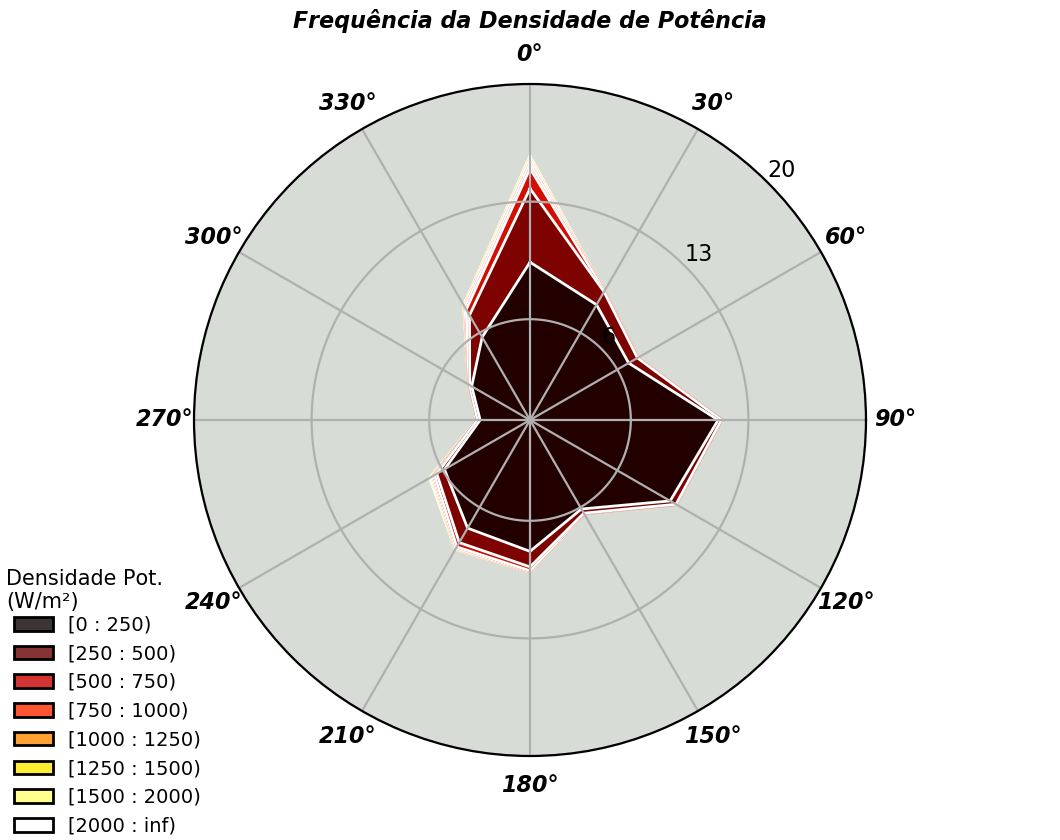 Frequência da Densidade de Potência
0°
330°
30°
20
300°
60°
13
6
270°
90°
240°
120°
210°
150°
180°
Densidade Pot.
(W/m²)
[0 : 250)
[250 : 500)
[500 : 750)
[750 : 1000)
[1000 : 1250)
[1250 : 1500)
[1500 : 2000)
[2000 : inf)